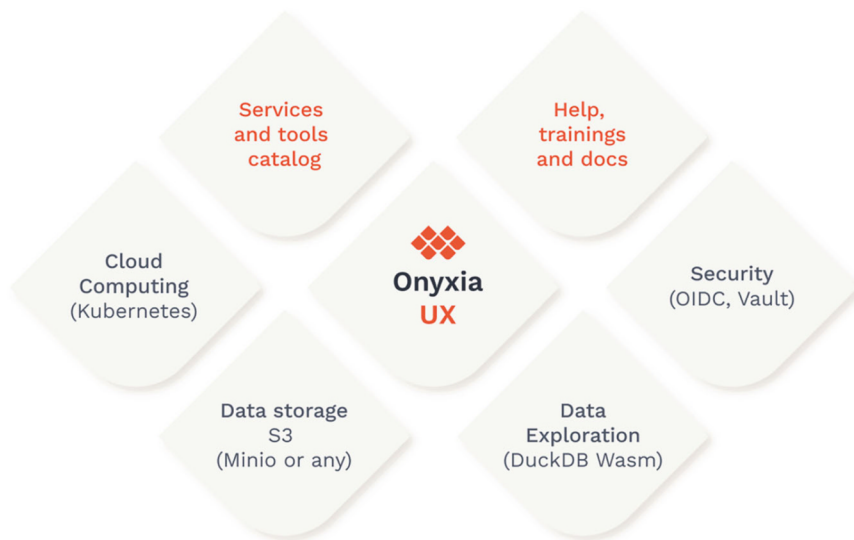 Services
and tools
catalog
Help,
trainings
and docs
Cloud
Computing
(Kubernetes)
Onyxia
UX
Security
(OIDC, Vault)
Data storage
S3
(Minio or any)
Data
Exploration
(DuckDB Wasm)